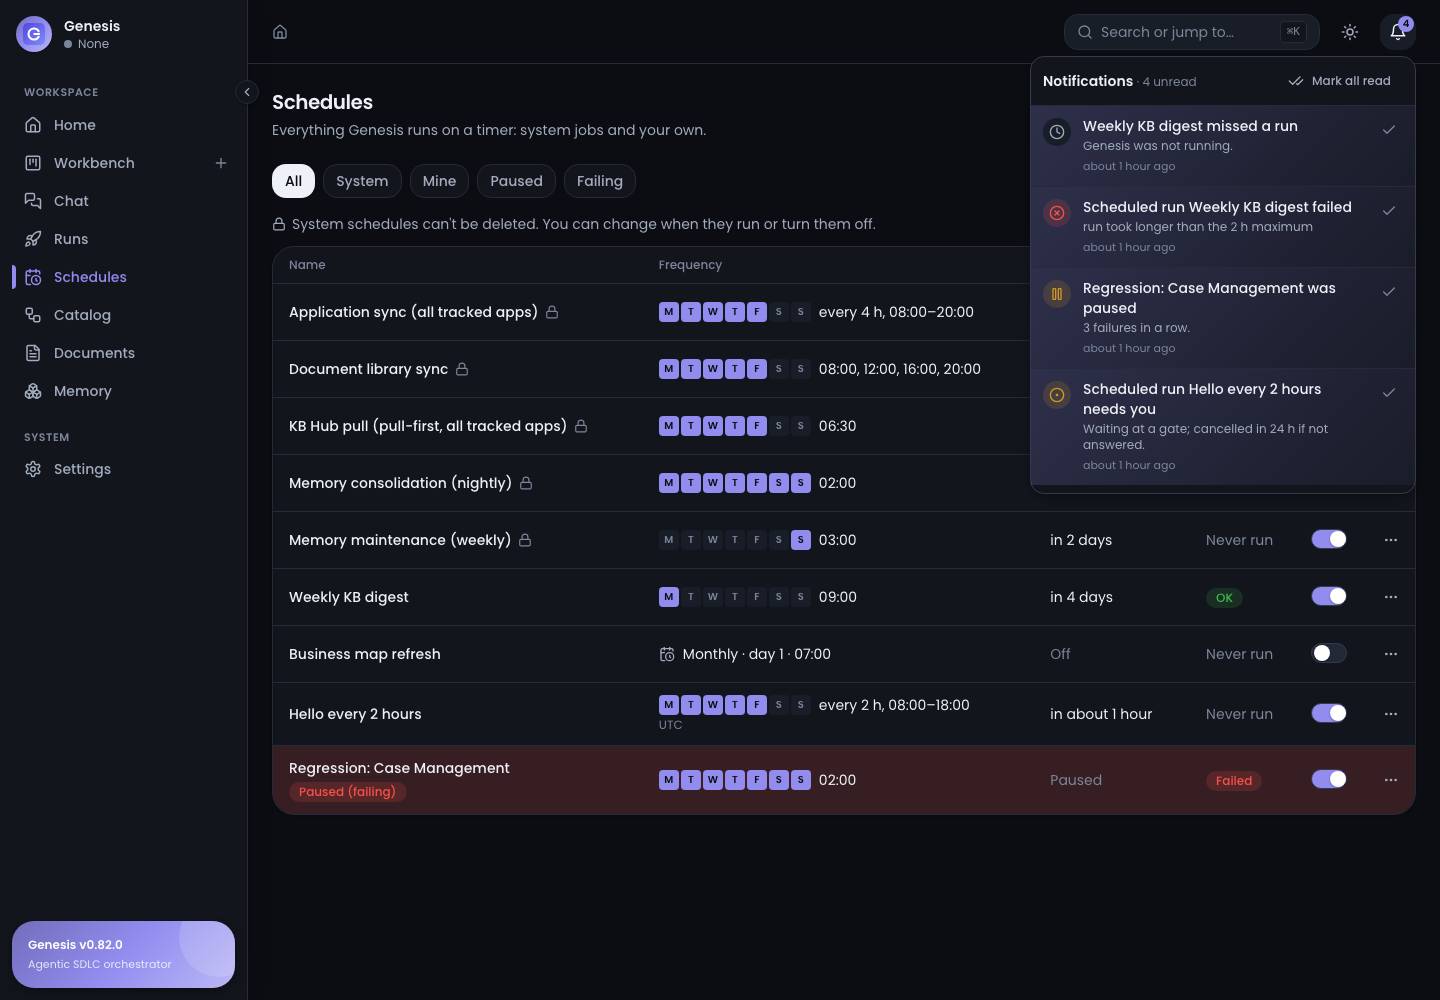 Genesis
None
WORKSPACE
Home
Workbench
Chat
Runs
Schedules
Catalog
Documents
Memory
SYSTEM
Settings
Genesis v0.82.0
Agentic SDLC orchestrator
Search or jump to...
⌘K
4
Schedules
Everything Genesis runs on a timer: system jobs and your own.
All System Mine Paused Failing
System schedules can't be deleted. You can change when they run or turn them off.
Name Frequency
Application sync (all tracked apps) M T W T F S S every 4 h, 08:00–20:00
Document library sync M T W T F S S 08:00, 12:00, 16:00, 20:00
KB Hub pull (pull-first, all tracked apps) M T W T F S S 06:30
Memory consolidation (nightly) M T W T F S S 02:00
Memory maintenance (weekly) M T W T F S S 03:00 in 2 days Never run
Weekly KB digest M T W T F S S 09:00 in 4 days OK
Business map refresh Monthly · day 1 · 07:00 Off Never run
Hello every 2 hours M T W T F S S every 2 h, 08:00–18:00 in about 1 hour Never run
UTC
Regression: Case Management M T W T F S S 02:00 Paused Failed
Paused (failing)
Notifications · 4 unread Mark all read
Weekly KB digest missed a run
Genesis was not running.
about 1 hour ago
Scheduled run Weekly KB digest failed
run took longer than the 2 h maximum
about 1 hour ago
Regression: Case Management was
paused
3 failures in a row.
about 1 hour ago
Scheduled run Hello every 2 hours
needs you
Waiting at a gate; cancelled in 24 h if not
answered.
about 1 hour ago